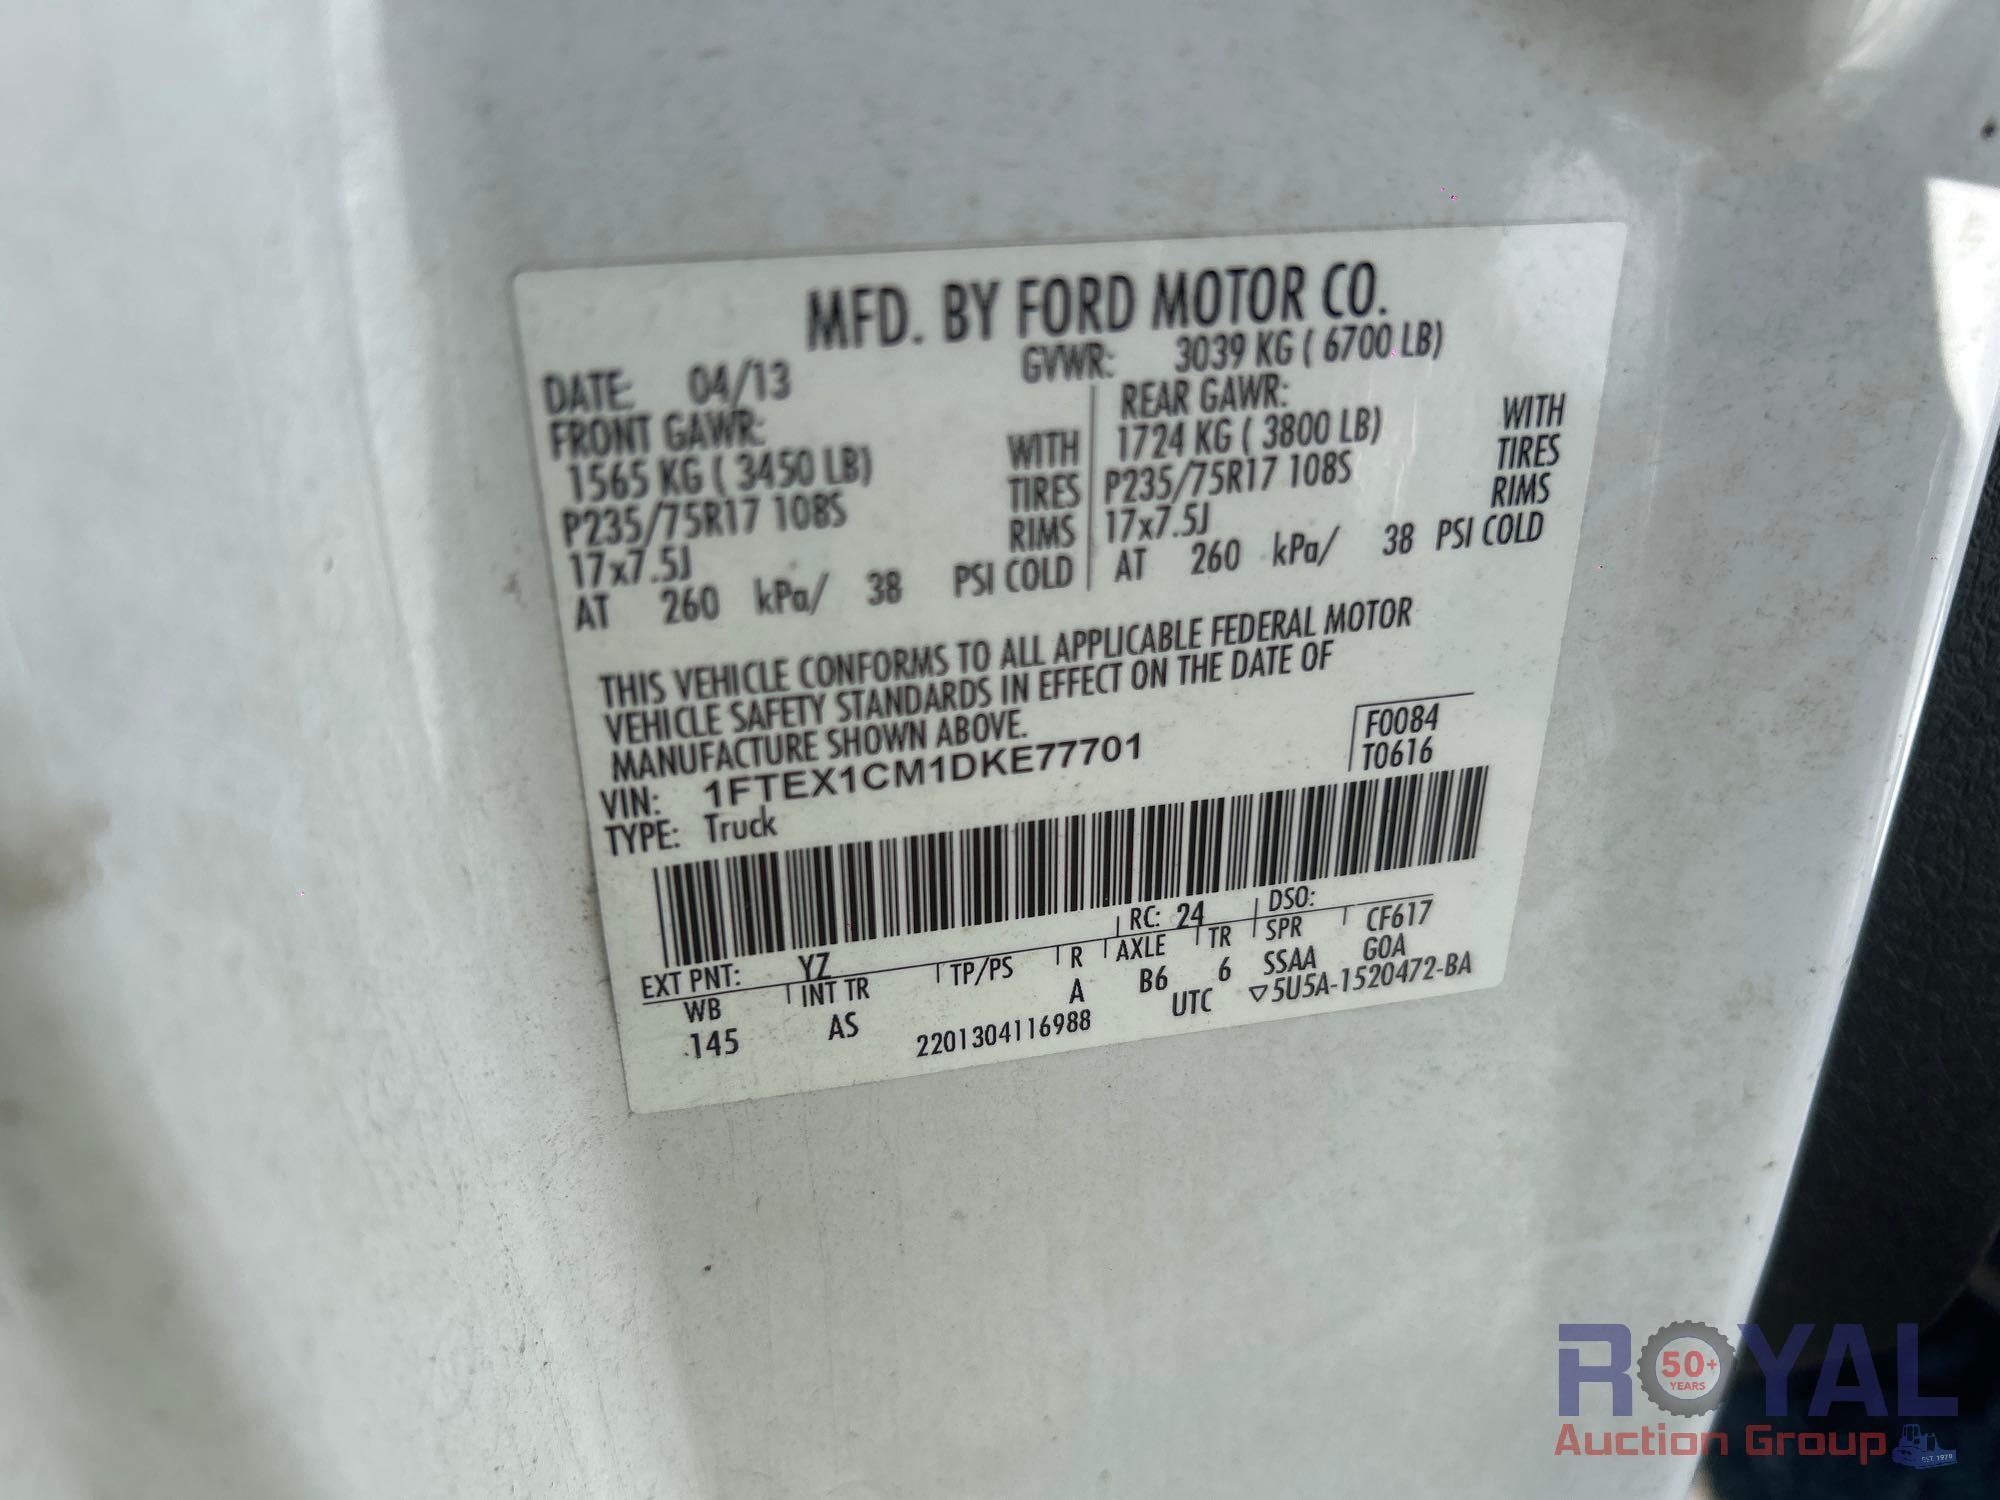 MFD. BY FORD MOTOR CO.
DATE: 04/13 GVWR: 3039 KG ( 6700 LB)
FRONT GAWR: REAR GAWR:
1565 KG ( 3450 LB) WITH 1724 KG ( 3800 LB) WITH
P235/75R17 108S TIRES P235/75R17 108S TIRES
17x7.5J RIMS 17x7.5J RIMS
AT 260 kPa/ 38 PSI COLD AT 260 kPa/ 38 PSI COLD
THIS VEHICLE CONFORMS TO ALL APPLICABLE FEDERAL MOTOR
VEHICLE SAFETY STANDARDS IN EFFECT ON THE DATE OF
MANUFACTURE SHOWN ABOVE.
F0084
VIN: 1FTEX1CM1DKE77701 T0616
TYPE: Truck
RC: 24 DSO:
EXT PNT: YZ CF617
WB INT TR TP/PS R AXLE TR SPR G0A
145 AS A B6 6 SSAA
2201304116988 UTC ▽5U5A-1520472-BA
ROYAL
50+
YEARS
Auction Group
EST. 1970